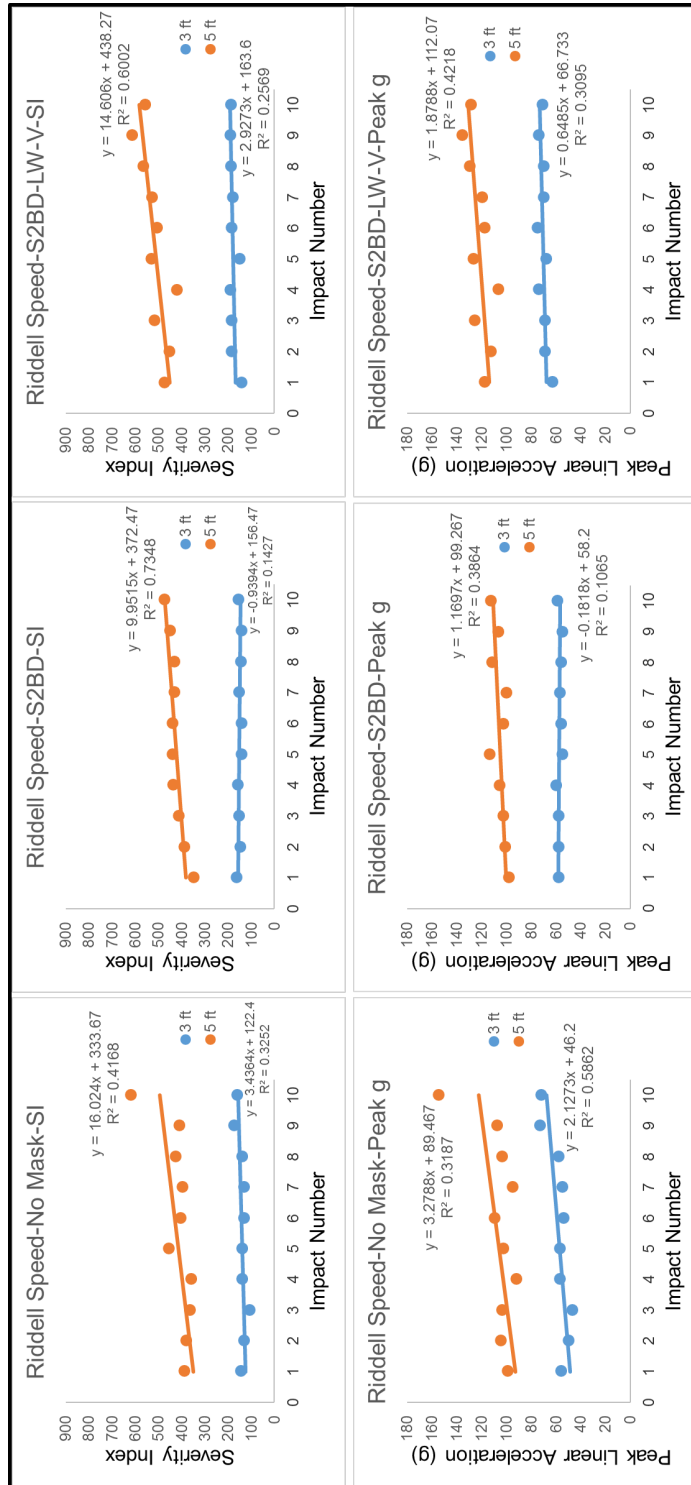 Riddell Speed-No Mask-SI
y = 16.024x + 333.67
R² = 0.4168
3 ft
5 ft
y = 3.4364x + 122.4
R² = 0.3252
Severity Index
900
800
700
600
500
400
300
200
100
0
0 1 2 3 4 5 6 7 8 9 10
Impact Number
Riddell Speed-S2BD-SI
y = 9.9515x + 372.47
R² = 0.7348
3 ft
5 ft
y = -0.9394x + 156.47
R² = 0.1427
Severity Index
900
800
700
600
500
400
300
200
100
0
0 1 2 3 4 5 6 7 8 9 10
Impact Number
Riddell Speed-S2BD-LW-V-SI
y = 14.606x + 438.27
R² = 0.6002
3 ft
5 ft
y = 2.9273x + 163.6
R² = 0.2569
Severity Index
900
800
700
600
500
400
300
200
100
0
0 1 2 3 4 5 6 7 8 9 10
Impact Number
Riddell Speed-No Mask-Peak g
y = 3.2788x + 89.467
R² = 0.3187
3 ft
5 ft
y = 2.1273x + 46.2
R² = 0.5862
Peak Linear Acceleration (g)
180
160
140
120
100
80
60
40
20
0
0 1 2 3 4 5 6 7 8 9 10
Impact Number
Riddell Speed-S2BD-Peak g
y = 1.1697x + 99.267
R² = 0.3864
3 ft
5 ft
y = -0.1818x + 58.2
R² = 0.1065
Peak Linear Acceleration (g)
180
160
140
120
100
80
60
40
20
0
0 1 2 3 4 5 6 7 8 9 10
Impact Number
Riddell Speed-S2BD-LW-V-Peak g
y = 1.8788x + 112.07
R² = 0.4218
3 ft
5 ft
y = 0.6485x + 66.733
R² = 0.3095
Peak Linear Acceleration (g)
180
160
140
120
100
80
60
40
20
0
0 1 2 3 4 5 6 7 8 9 10
Impact Number